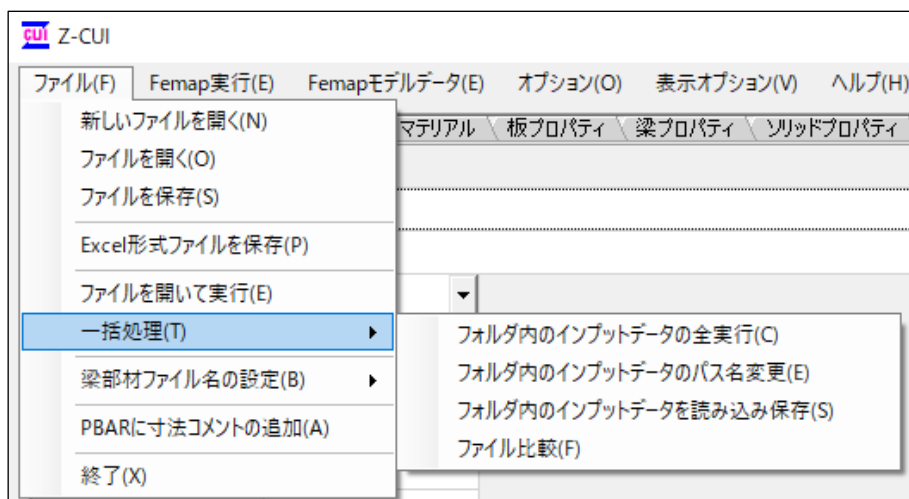 CUI Z-CUI
ファイル(F) Femap実行(E) Femapモデルデータ(E) オプション(O) 表示オプション(V) ヘルプ(H)
マテリアル 板プロパティ 梁プロパティ ソリッドプロパティ
新しいファイルを開く(N)
ファイルを開く(O)
ファイルを保存(S)
Excel形式ファイルを保存(P)
ファイルを開いて実行(E)
一括処理(T)
フォルダ内のインプットデータの全実行(C)
フォルダ内のインプットデータのパス名変更(E)
フォルダ内のインプットデータを読み込み保存(S)
ファイル比較(F)
梁部材ファイル名の設定(B)
PBARに寸法コメントの追加(A)
終了(X)